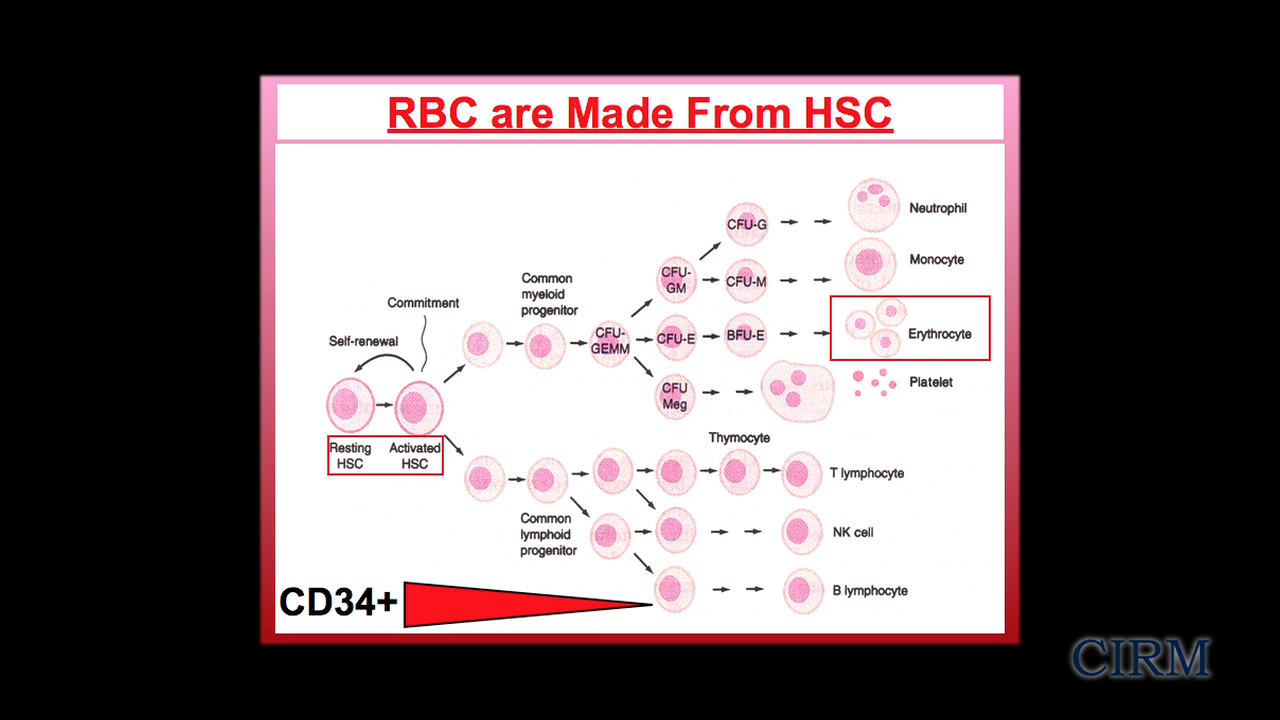 RBC are Made From HSC
Neutrophil
CFU-G
Monocyte
CFU-
GM
CFU-M
Common
myeloid
progenitor
Commitment
Self-renewal
CFU-
GEMM
CFU-E
BFU-E
Erythrocyte
CFU
Meg
Platelet
Resting
HSC
Activated
HSC
Thymocyte
T lymphocyte
Common
lymphoid
progenitor
NK cell
B lymphocyte
CD34+
CIRM